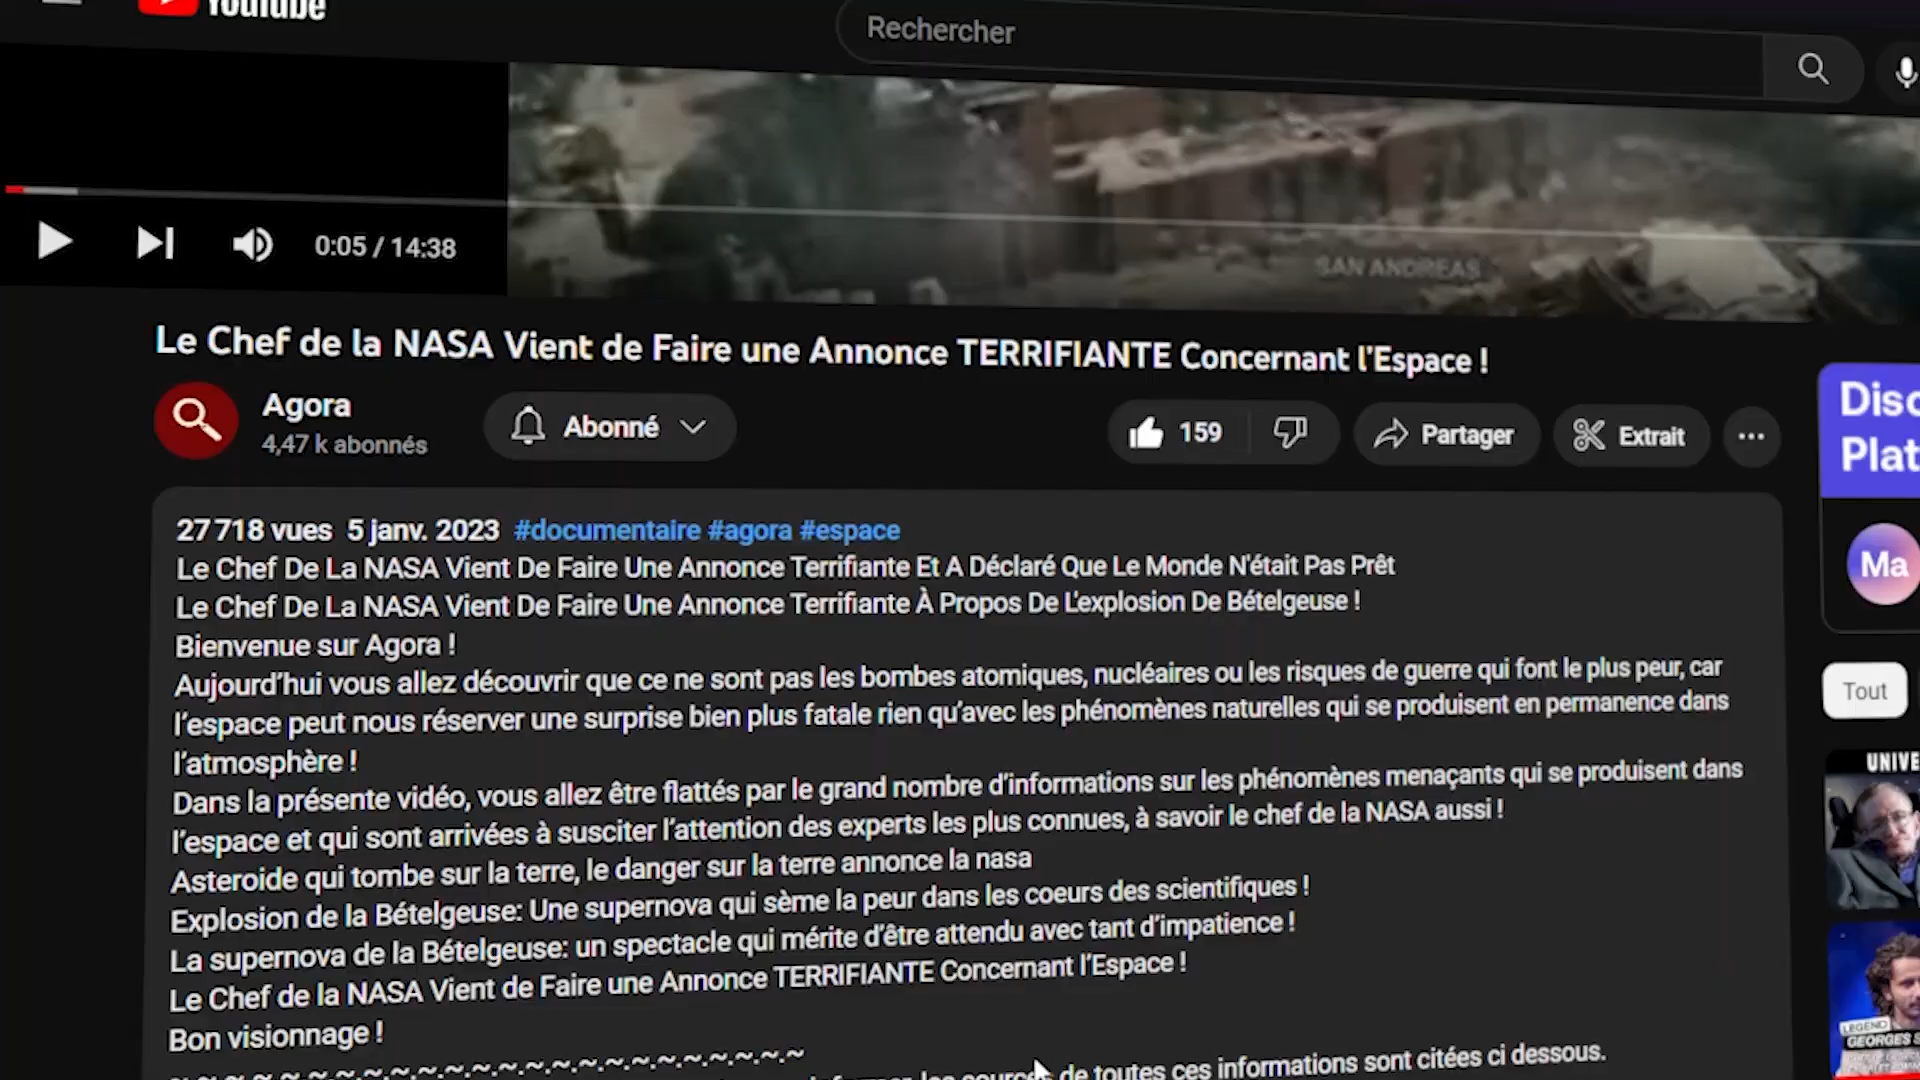 YouTube
Rechercher
SAN ANDREAS
0:05 / 14:38
Le Chef de la NASA Vient de Faire une Annonce TERRIFIANTE Concernant l'Espace !
Agora
4,47 k abonnés
Abonné
159
Partager
Extrait
27 718 vues 5 janv. 2023 #documentaire #agora #espace
Le Chef De La NASA Vient De Faire Une Annonce Terrifiante Et A Déclaré Que Le Monde N'était Pas Prêt
Le Chef De La NASA Vient De Faire Une Annonce Terrifiante À Propos De L'explosion De Bételgeuse !
Bienvenue sur Agora !
Aujourd'hui vous allez découvrir que ce ne sont pas les bombes atomiques, nucléaires ou les risques de guerre qui font le plus peur, car
l'espace peut nous réserver une surprise bien plus fatale rien qu'avec les phénomènes naturelles qui se produisent en permanence dans
l'atmosphère !
Dans la présente vidéo, vous allez être flattés par le grand nombre d'informations sur les phénomènes menaçants qui se produisent dans
l'espace et qui sont arrivées à susciter l'attention des experts les plus connues, à savoir le chef de la NASA aussi !
Asteroide qui tombe sur la terre, le danger sur la terre annonce la nasa
Explosion de la Bételgeuse: Une supernova qui sème la peur dans les coeurs des scientifiques !
La supernova de la Bételgeuse: un spectacle qui mérite d'être attendu avec tant d'impatience !
Le Chef de la NASA Vient de Faire une Annonce TERRIFIANTE Concernant l'Espace !
Bon visionnage !
de toutes ces informations sont citées ci dessous.
Disc
Plat
Ma
Tout
UNIVE
LEGEND
GEORGES S